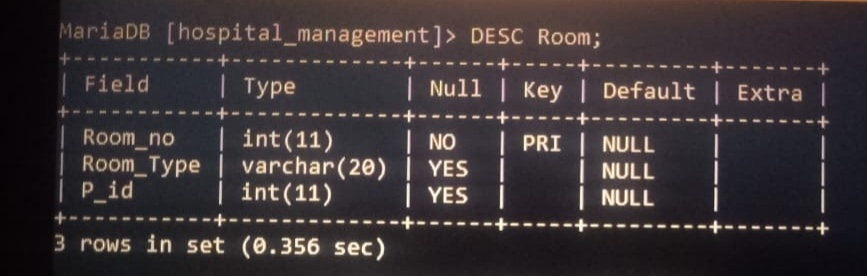 MariaDB [hospital_management]> DESC Room;
+-----------+-------------+------+-----+---------+-------+
| Field | Type | Null | Key | Default | Extra |
+-----------+-------------+------+-----+---------+-------+
| Room_no | int(11) | NO | PRI | NULL | |
| Room_Type | varchar(20) | YES | | NULL | |
| P_id | int(11) | YES | | NULL | |
+-----------+-------------+------+-----+---------+-------+
3 rows in set (0.356 sec)